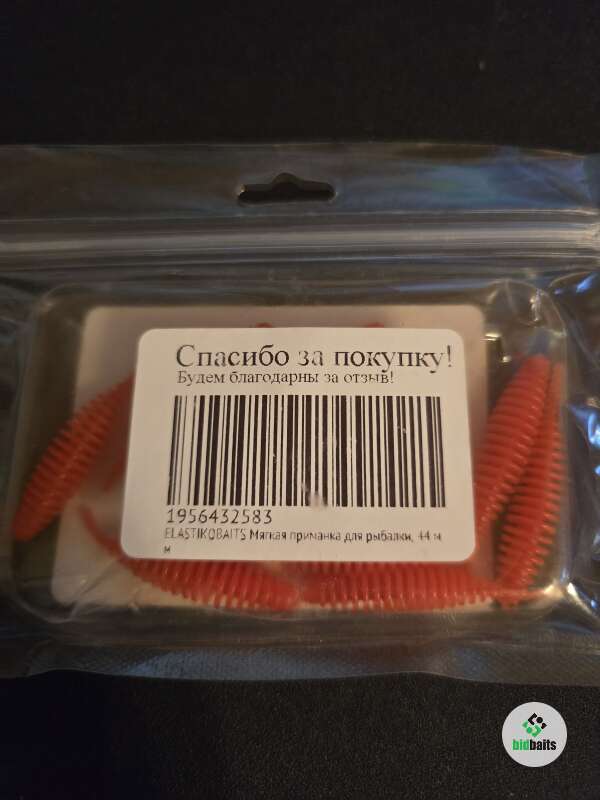 Спасибо за покупку!
Будем благодарны за отзыв!
1956432583
ELASTIKOBAITS Мягкая приманка для рыбалки, 44 м
м
bidbaits